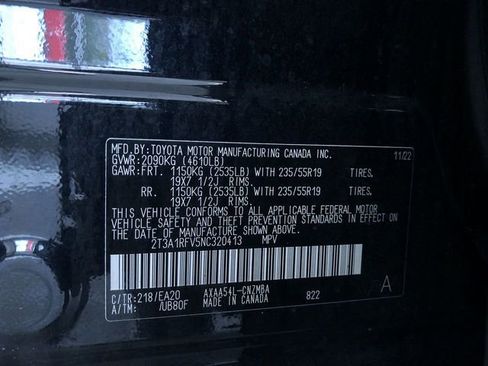 MFD.BY:TOYOTA MOTOR MANUFACTURING CANADA INC. 11/22
GVWR:2090KG (4610LB)
GAWR:FRT. 1150KG (2535LB) WITH 235/55R19 TIRES.
19X7 1/2J RIMS.
RR. 1150KG (2535LB) WITH 235/55R19 TIRES.
19X7 1/2J RIMS.
THIS VEHICLE CONFORMS TO ALL APPLICABLE FEDERAL MOTOR
VEHICLE SAFETY AND THEFT PREVENTION STANDARDS IN EFFECT
ON THE DATE OF MANUFACTURE SHOWN ABOVE.
2T3A1RFV5NC320413 MPV
C/TR:218/EA20 AXAA54L-CNZMBA 822 A
A/TM: /UB80F MADE IN CANADA